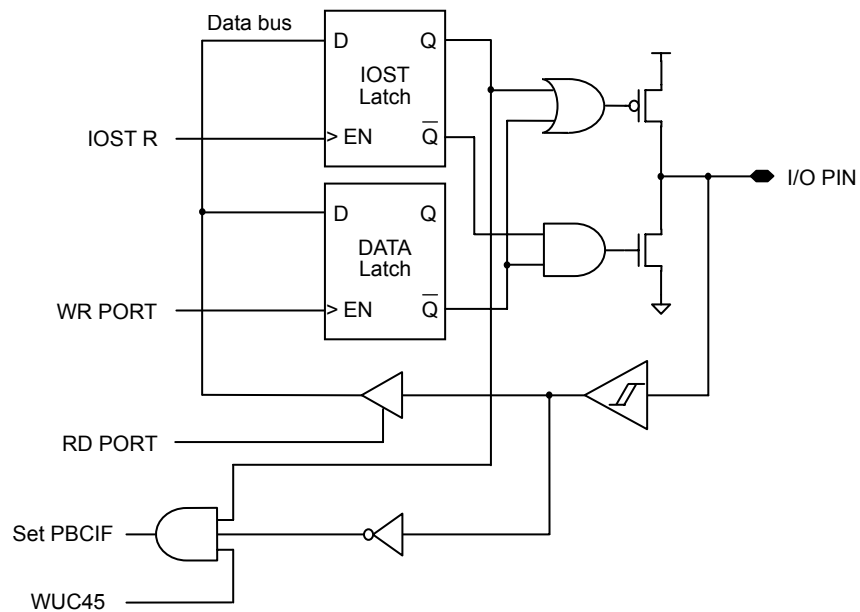 Data bus
D Q
IOST
Latch
IOST R
> EN Q̅
I/O PIN
D Q
DATA
Latch
WR PORT
> EN Q̅
RD PORT
Set PBCIF
WUC45